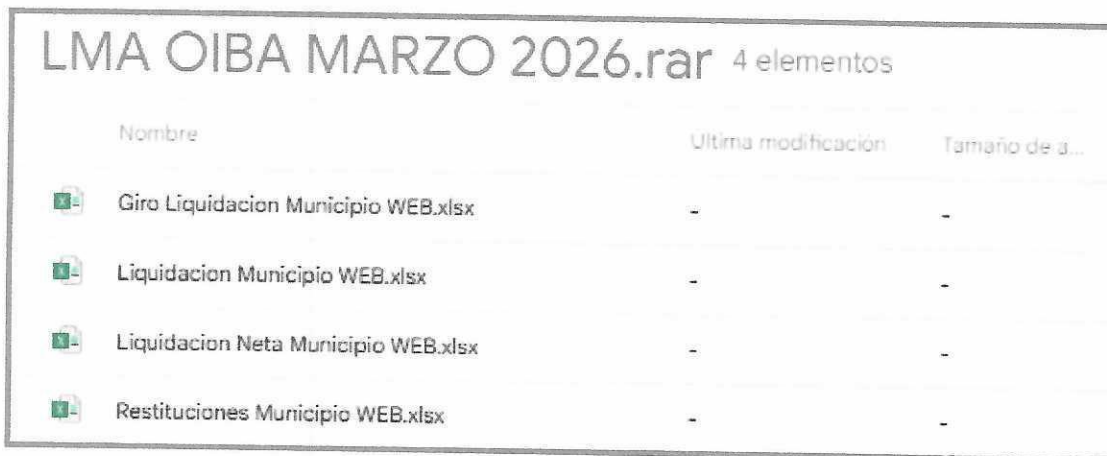 LMA OIBA MARZO 2026.rar 4 elementos
Nombre Ultima modificación Tamaño de a...
Giro Liquidacion Municipio WEB.xlsx - -
Liquidacion Municipio WEB.xlsx - -
Liquidacion Neta Municipio WEB.xlsx - -
Restituciones Municipio WEB.xlsx - -